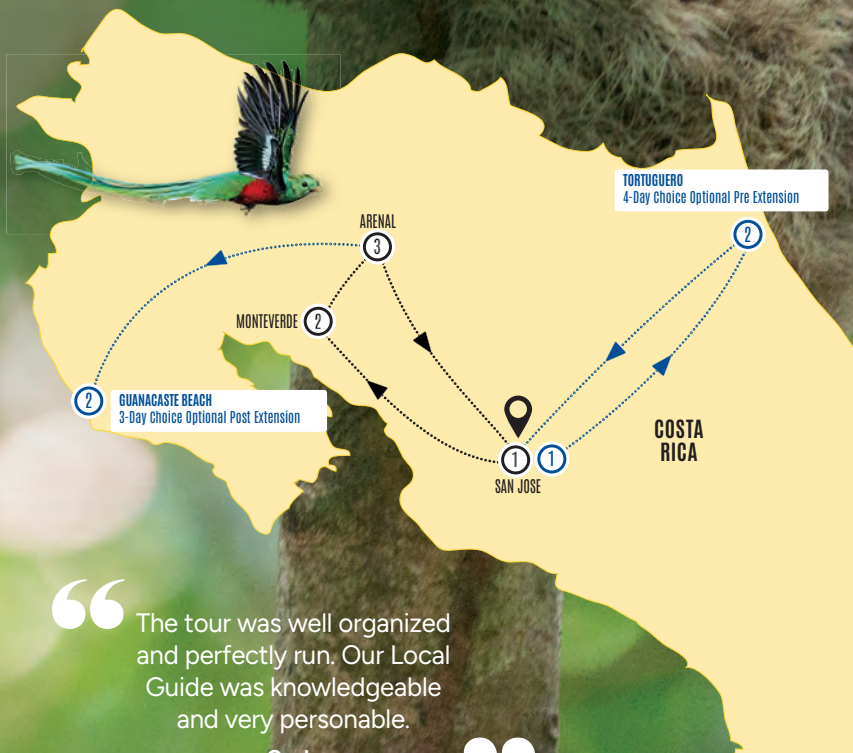 TORTUGUERO
4-Day Choice Optional Pre Extension
2
ARENAL
3
MONTEVERDE
2
2
GUANACASTE BEACH
3-Day Choice Optional Post Extension
COSTA
RICA
1
1
SAN JOSE
“
The tour was well organized
and perfectly run. Our Local
Guide was knowledgeable
and very personable.
”